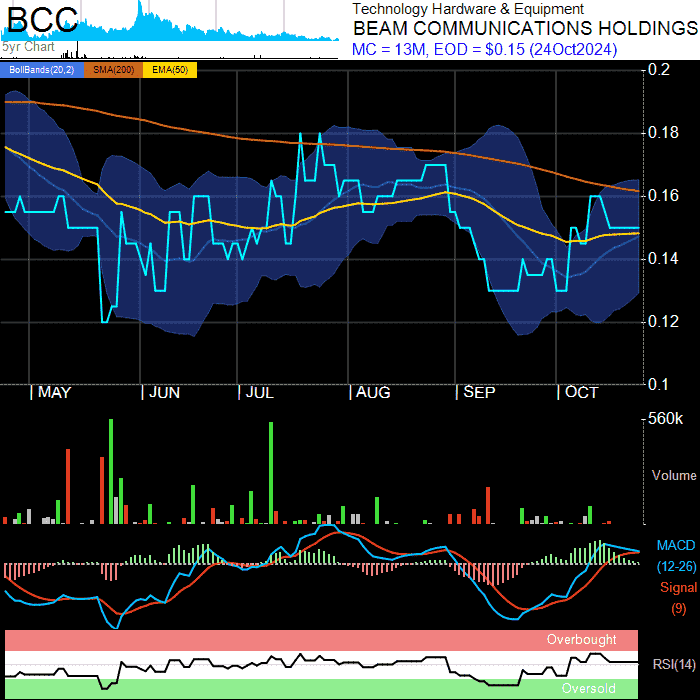 BCC
5yr Chart
Technology Hardware & Equipment
BEAM COMMUNICATIONS HOLDINGS
MC = 13M, EOD = $0.15 (24Oct2024)
BollBands(20,2) SMA(200) EMA(50)
0.2
0.18
0.16
0.14
0.12
0.1
MAY JUN JUL AUG SEP OCT
560k
Volume
MACD
(12-26)
Signal
(9)
Overbought
RSI(14)
Oversold